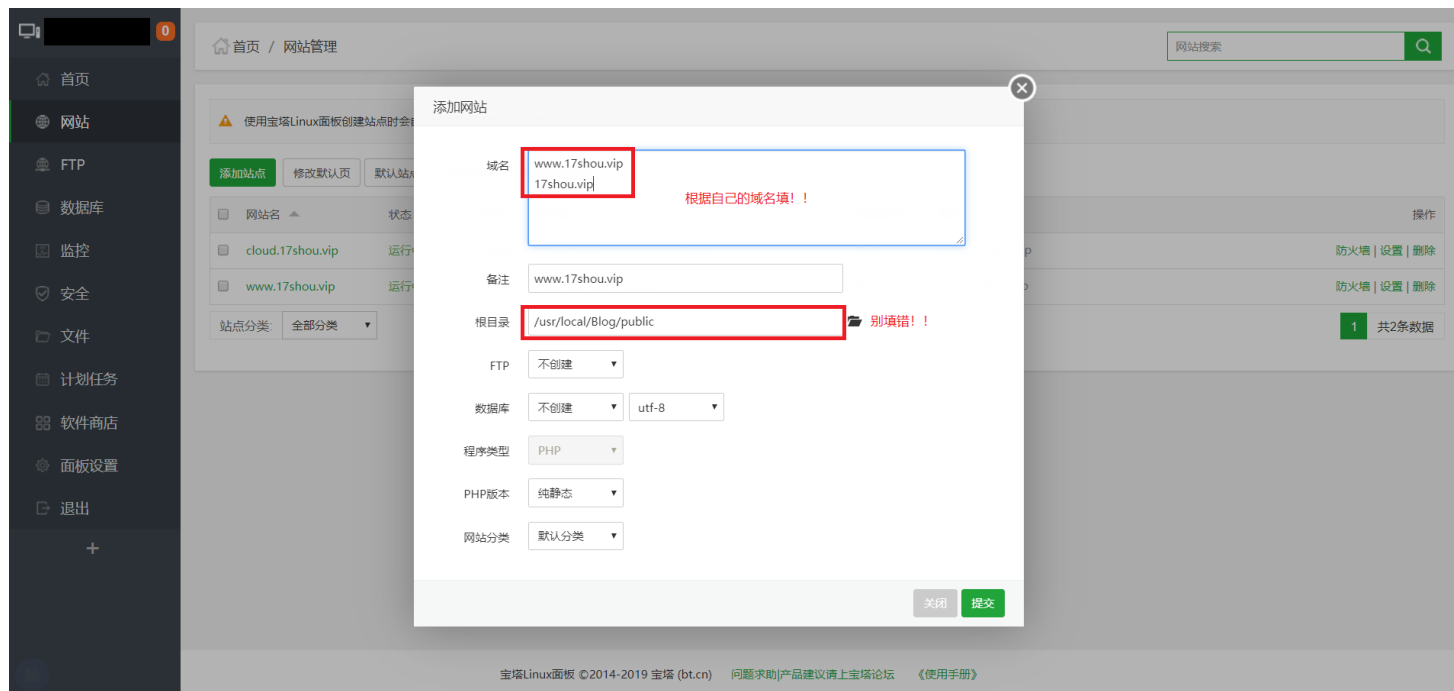 0
首页 / 网站管理
网站搜索
首页
网站
FTP
数据库
监控
安全
文件
计划任务
软件商店
面板设置
退出
使用宝塔Linux面板创建站点时会
添加站点 修改默认页 默认站
网站名 状态 操作
cloud.17shou.vip 运行 防火墙 | 设置 | 删除
www.17shou.vip 运行 防火墙 | 设置 | 删除
站点分类: 全部分类 1 共2条数据
添加网站
域名 www.17shou.vip
17shou.vip
根据自己的域名填！！
备注 www.17shou.vip
根目录 /usr/local/Blog/public 别填错！！
FTP 不创建
数据库 不创建 utf-8
程序类型 PHP
PHP版本 纯静态
网站分类 默认分类
关闭 提交
宝塔Linux面板 ©2014-2019 宝塔 (bt.cn) 问题求助|产品建议请上宝塔论坛 《使用手册》